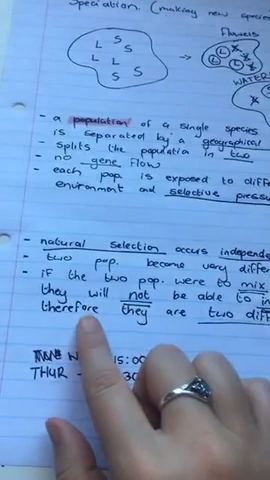 Speciation. (making new specie
Flowers
S
L S
L S
L L
S S
L X
L L X
WATER
- a population of a single species
is separated by a geographical
- splits the populatia in two
- no gene flow
- each pop. is exposed to diff
environment and selective press
- natural selection occurs independe
- two pop. become very differ
- if the two pop. were to mix
they will not be able to in
therefore they are two diff
15:00
THUR - 30